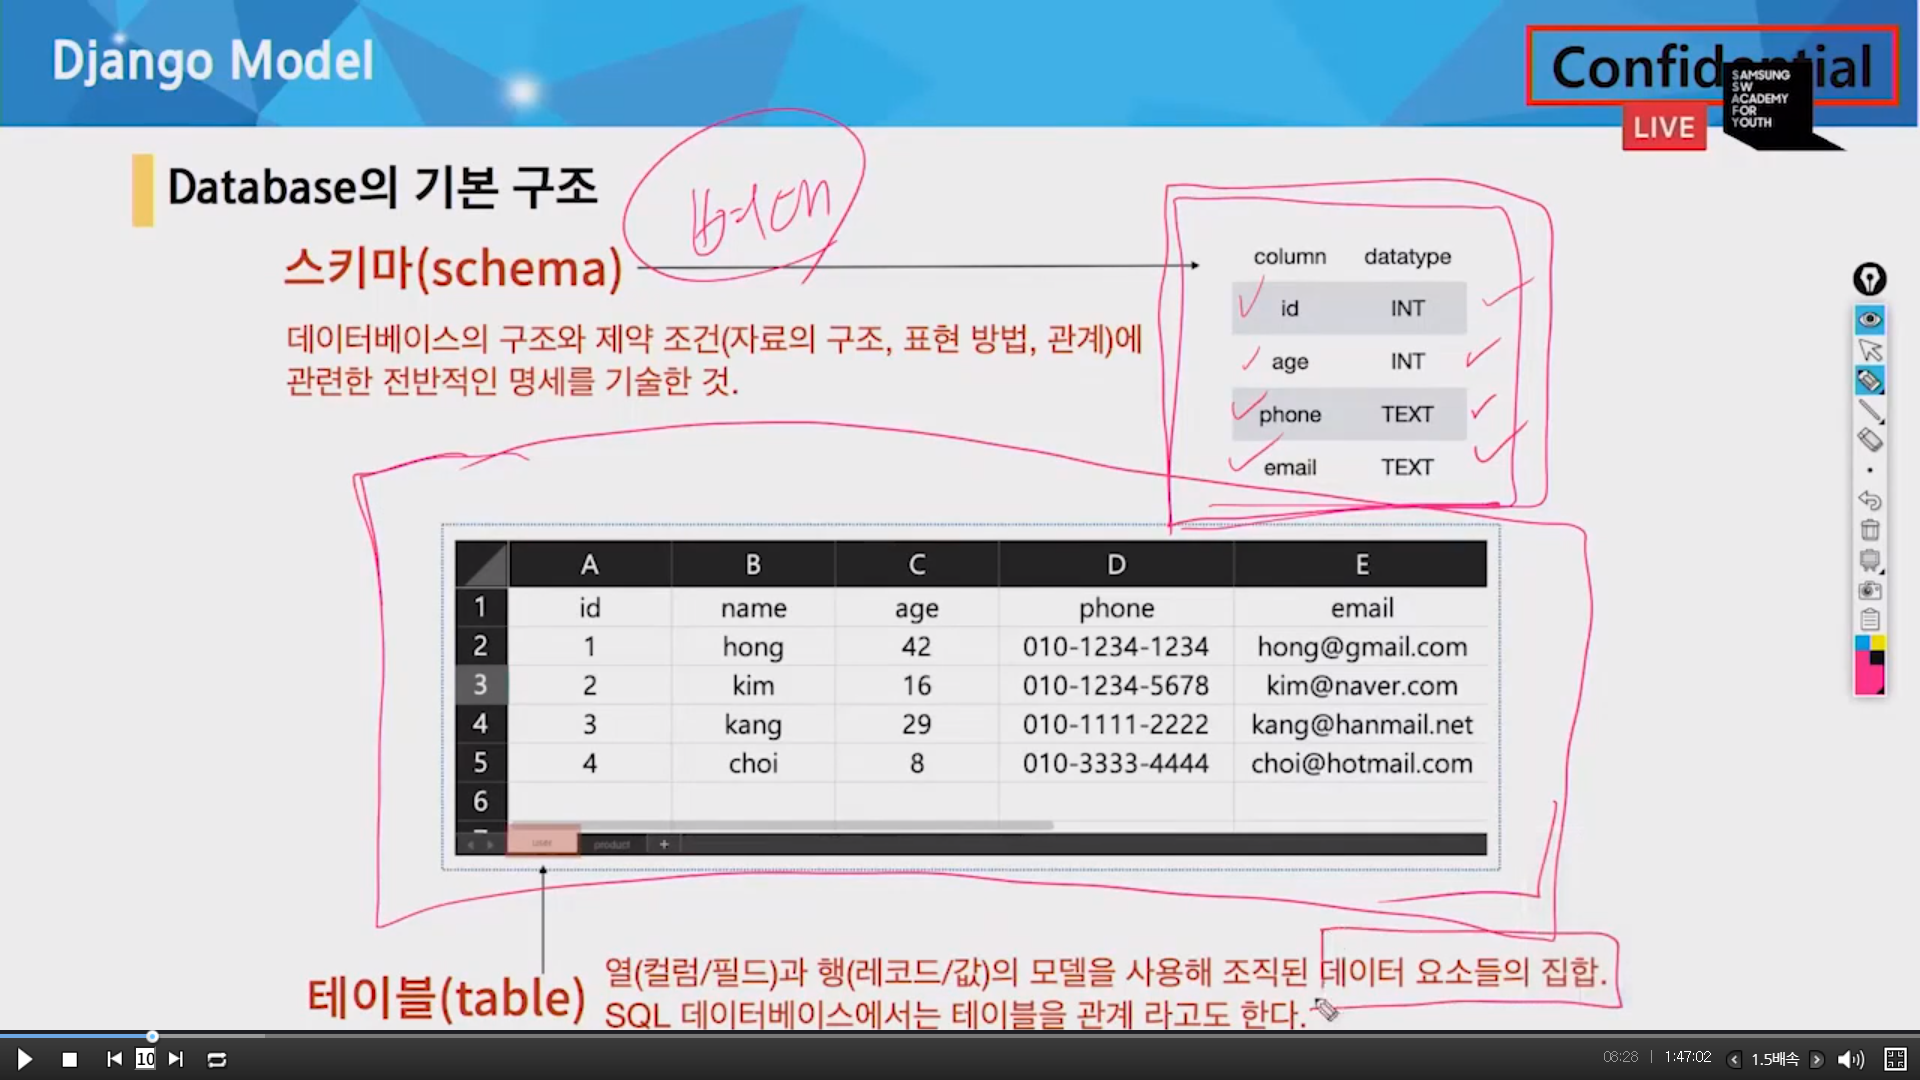 Django Model
Confidential
SAMSUNG
SW
ACADEMY
FOR
YOUTH
LIVE
Database의 기본 구조
스키마(schema)
데이터베이스의 구조와 제약 조건(자료의 구조, 표현 방법, 관계)에
관련한 전반적인 명세를 기술한 것.
column datatype
id INT
age INT
phone TEXT
email TEXT
A B C D E
1 id name age phone email
2 1 hong 42 010-1234-1234 hong@gmail.com
3 2 kim 16 010-1234-5678 kim@naver.com
4 3 kang 29 010-1111-2222 kang@hanmail.net
5 4 choi 8 010-3333-4444 choi@hotmail.com
6
user product +
테이블(table)
열(컬럼/필드)과 행(레코드/값)의 모델을 사용해 조직된 데이터 요소들의 집합.
SQL 데이터베이스에서는 테이블을 관계 라고도 한다.
10
08:28 | 1:47:02 1.5배속